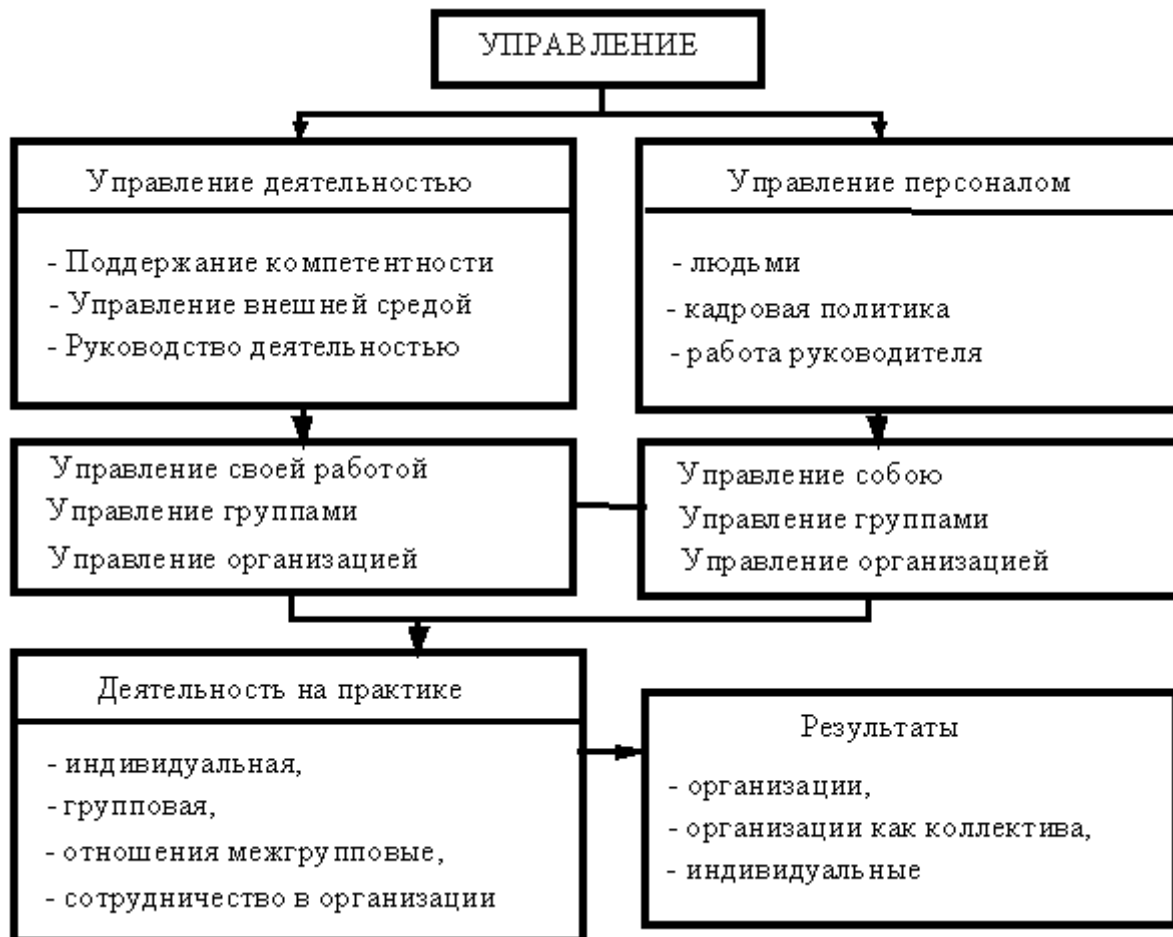 УПРАВЛЕНИЕ
Управление деятельностью
- Поддержание компетентности
- Управление внешней средой
- Руководство деятельностью
Управление персоналом
- людьми
- кадровая политика
- работа руководителя
Управление своей работой
Управление группами
Управление организацией
Управление собою
Управление группами
Управление организацией
Деятельность на практике
- индивидуальная,
- групповая,
- отношения межгрупповые,
- сотрудничество в организации
Результаты
- организации,
- организации как коллектива,
- индивидуальные